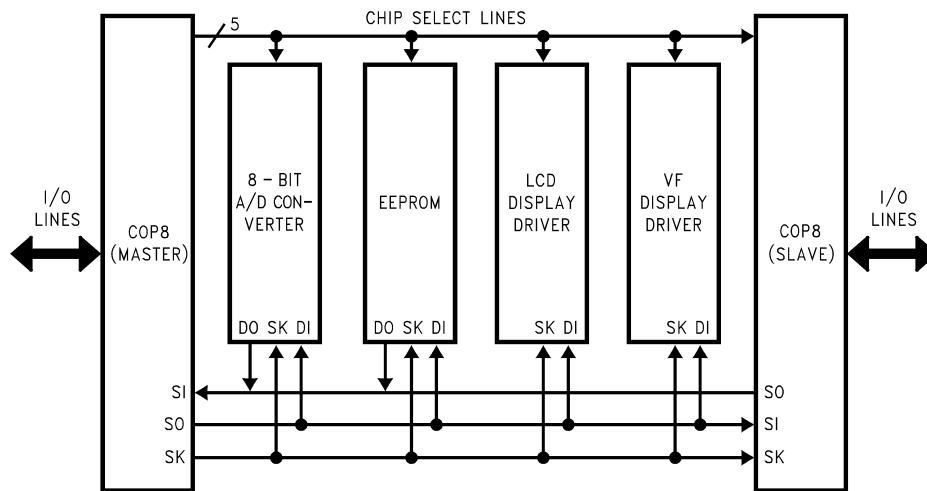 5
CHIP SELECT LINES
I/O
LINES
COP8
(MASTER)
8 - BIT
A/D CON-
VERTER
EEPROM
LCD
DISPLAY
DRIVER
VF
DISPLAY
DRIVER
COP8
(SLAVE)
I/O
LINES
DO SK DI
DO SK DI
SK DI
SK DI
SI
SO
SO
SI
SK
SK